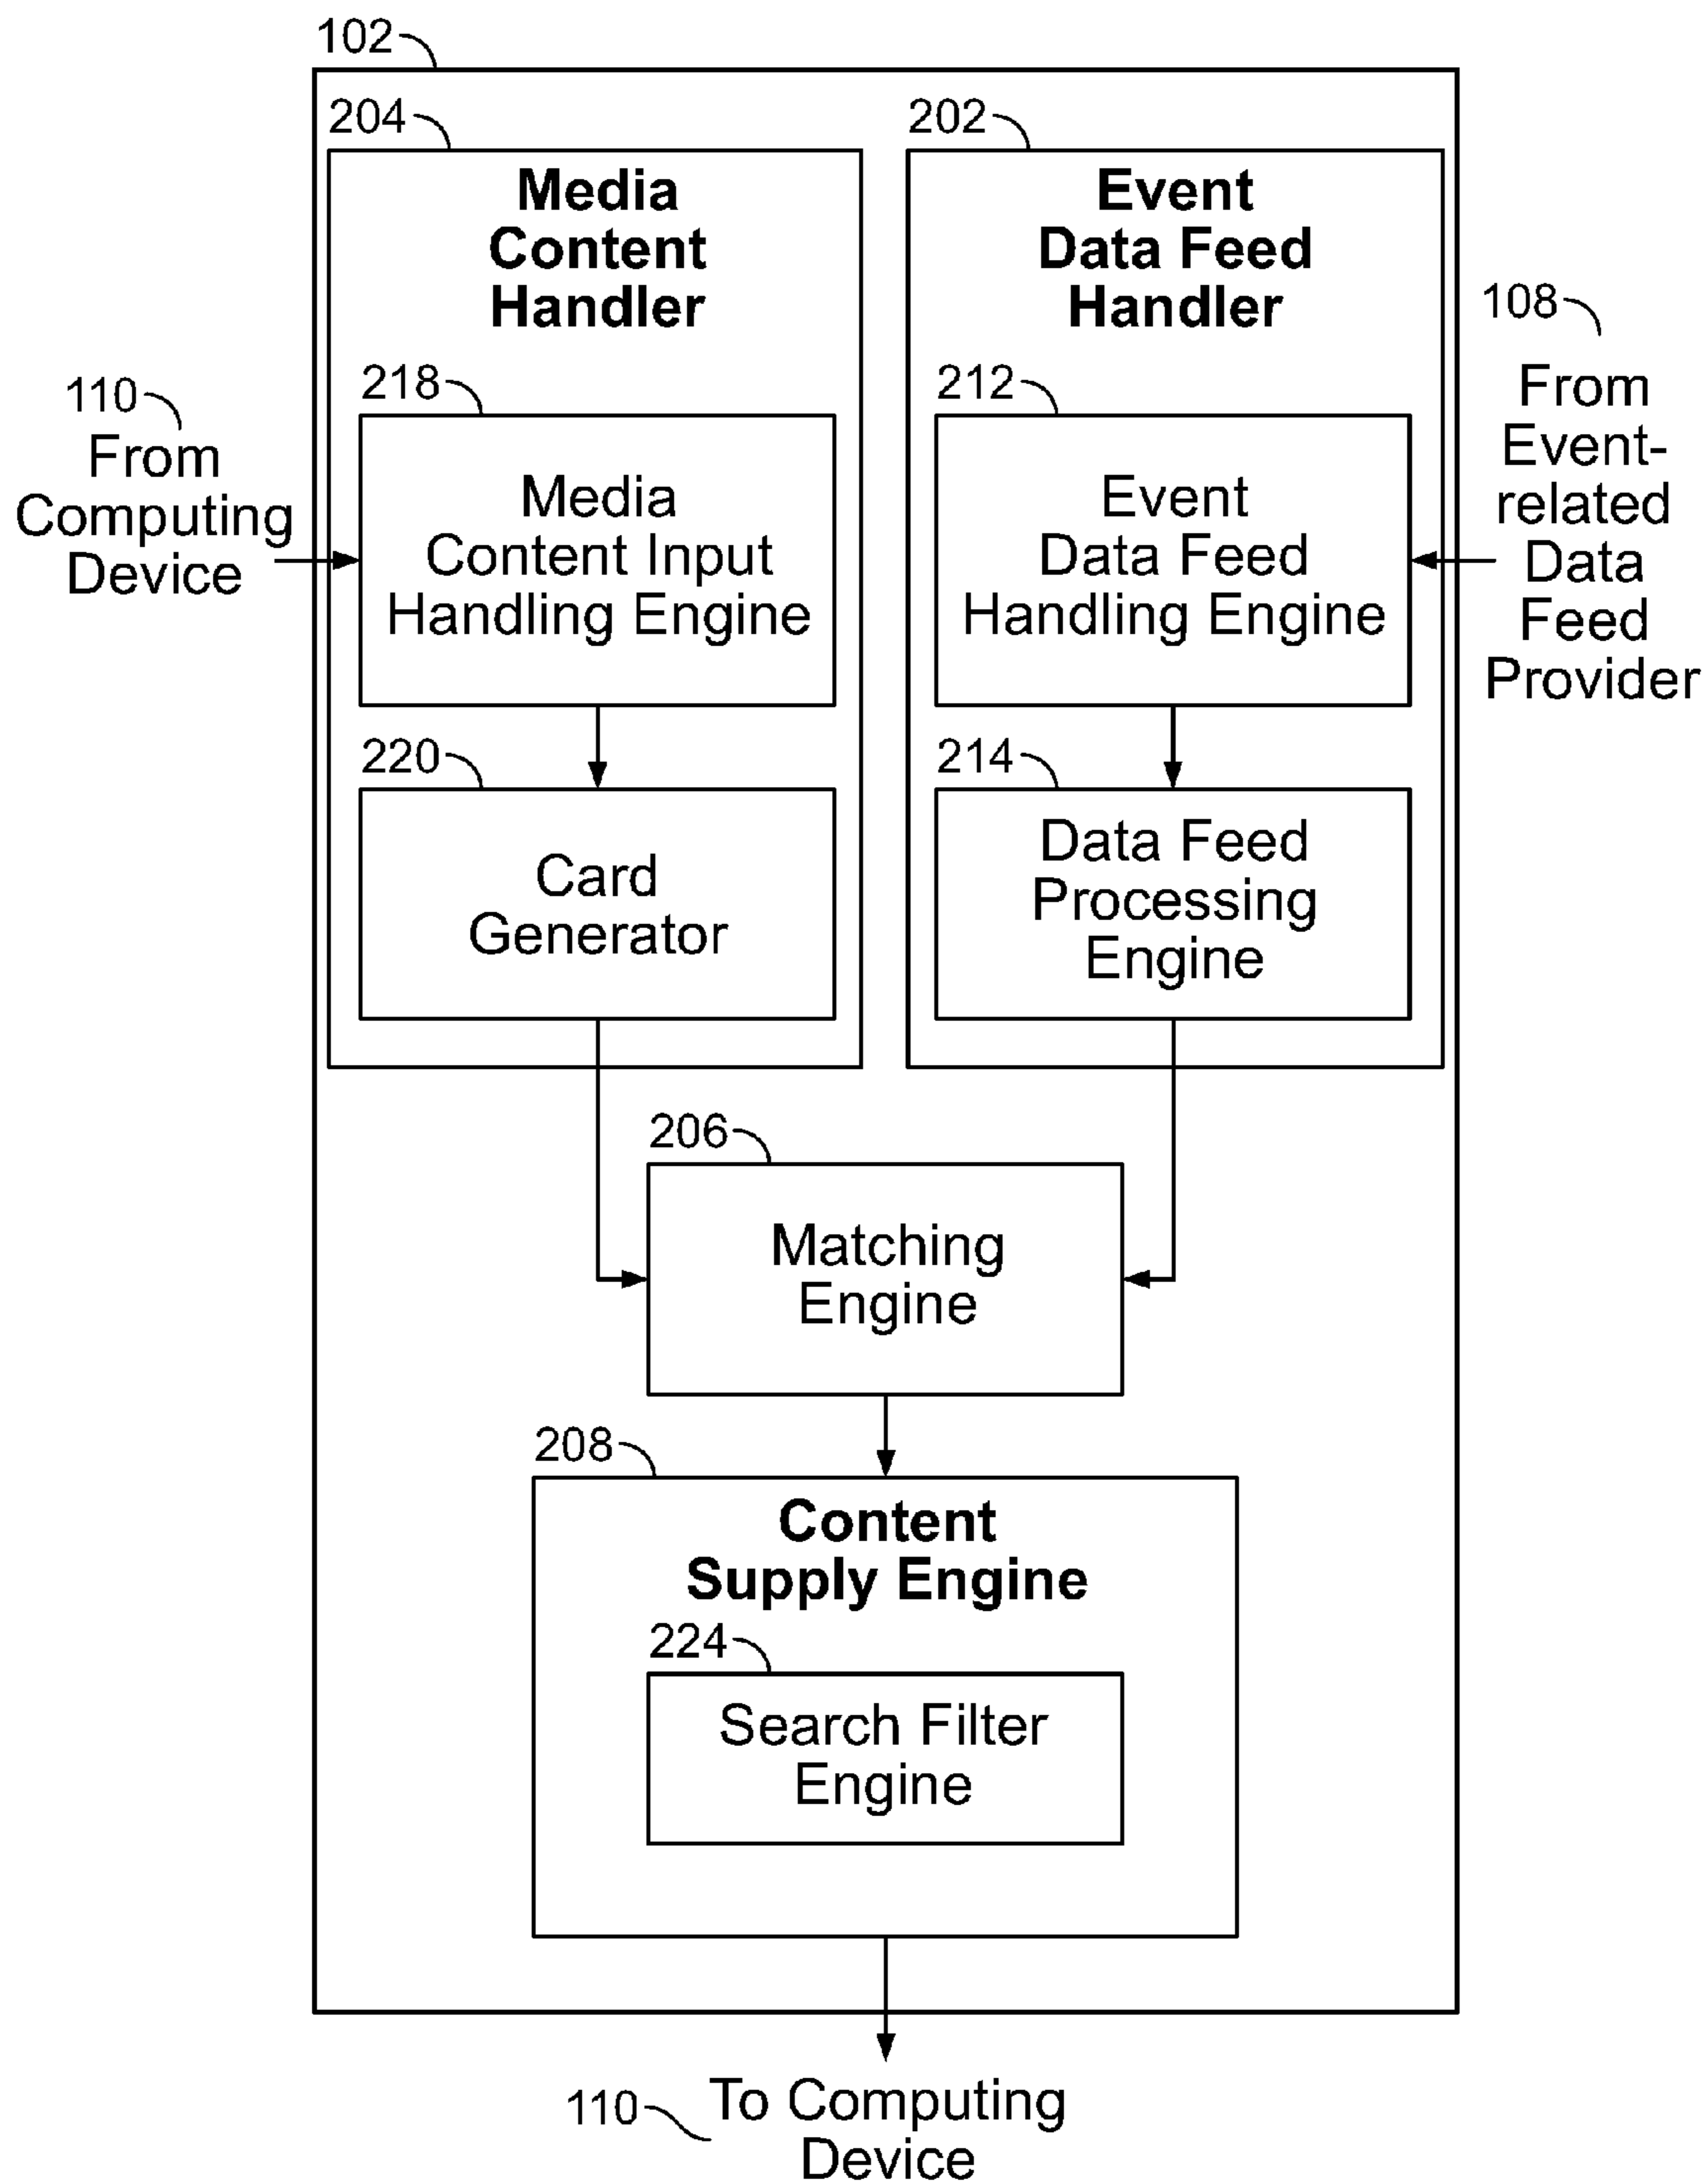 102
204
Media
Content
Handler
202
Event
Data Feed
Handler
110
From
Computing
Device
218
Media
Content Input
Handling Engine
212
Event
Data Feed
Handling Engine
108
From
Event-
related
Data
Feed
Provider
220
Card
Generator
214
Data Feed
Processing
Engine
206
Matching
Engine
208
Content
Supply Engine
224
Search Filter
Engine
110
To Computing
Device